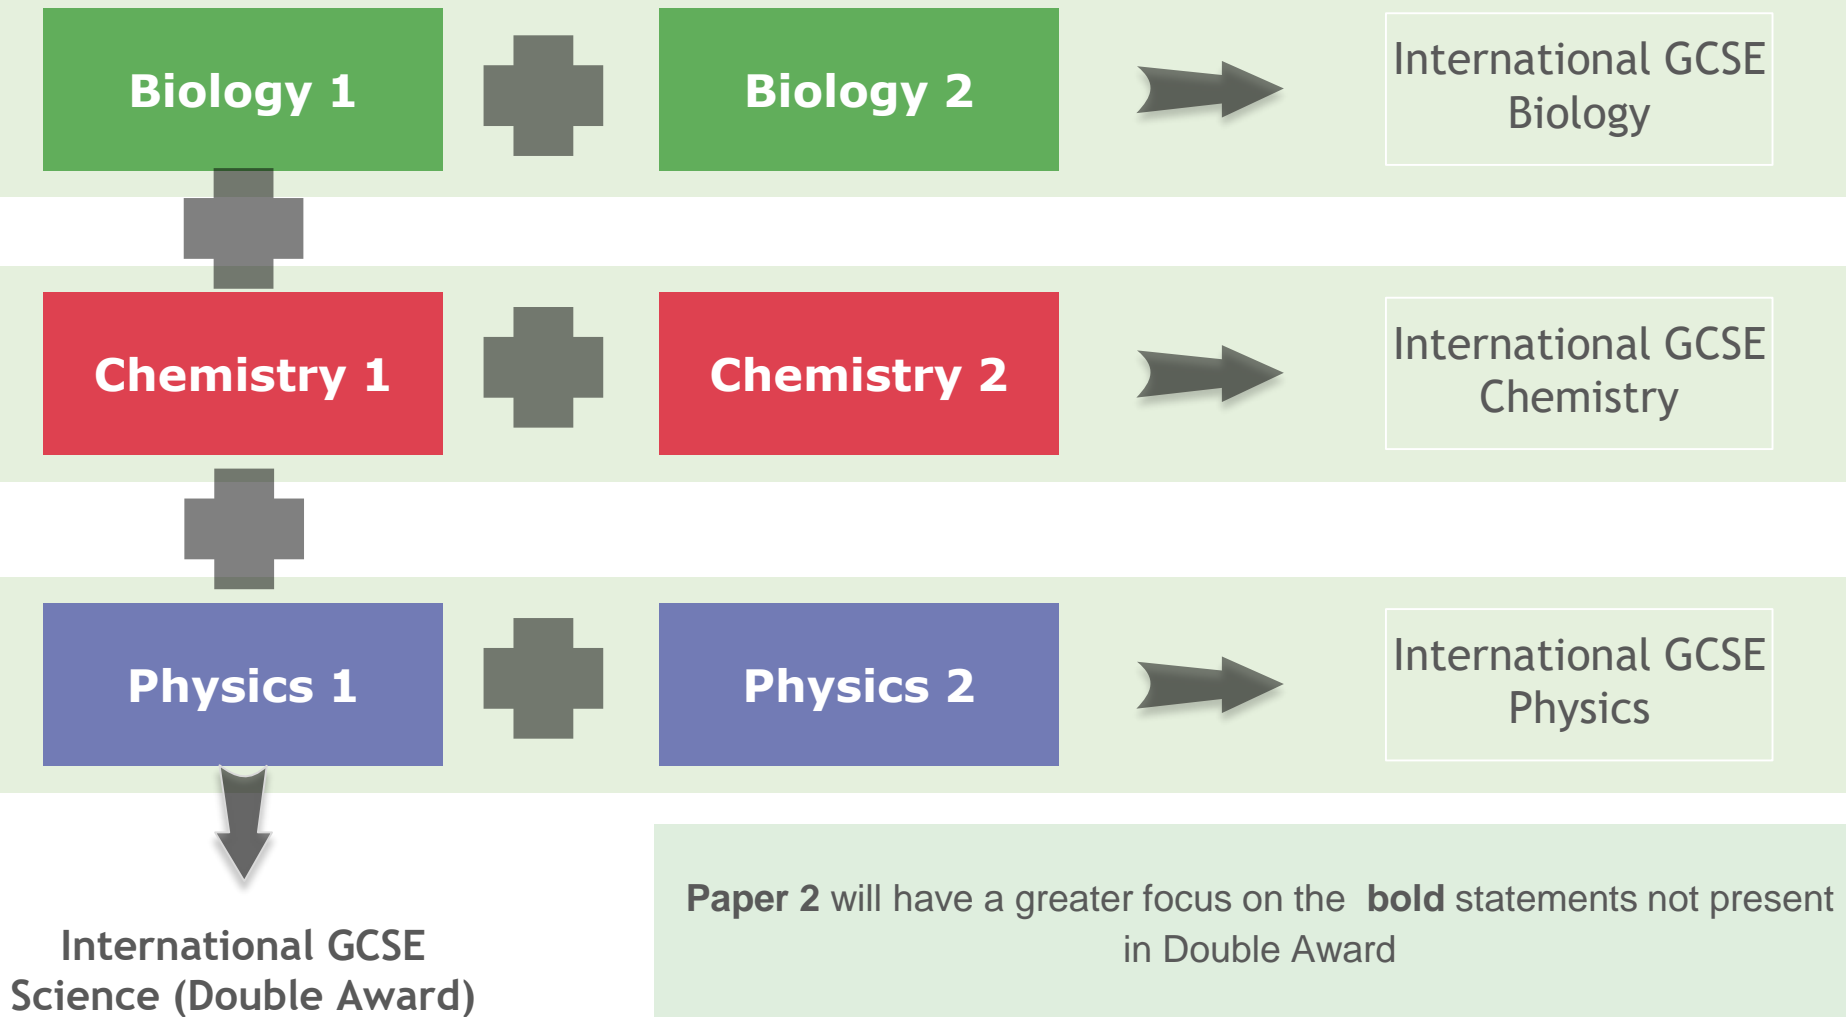 Biology 1
Biology 2
International GCSE
Biology
Chemistry 1
Chemistry 2
International GCSE
Chemistry
Physics 1
Physics 2
International GCSE
Physics
International GCSE
Science (Double Award)
Paper 2 will have a greater focus on the bold statements not present
in Double Award